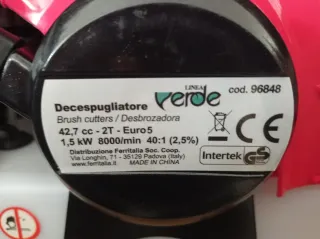 LINEA
verde
cod. 96848
Decespugliatore
Brush cutters / Desbrozadora
42,7 cc - 2T - Euro5
1,5 kW 8000/min 40:1 (2,5%)
Distribuzione Ferritalia Soc. Coop.
Via Longhin, 71 - 35129 Padova (Italy)
www.ferritalia.it MADE IN CHINA
CE
Intertek GS